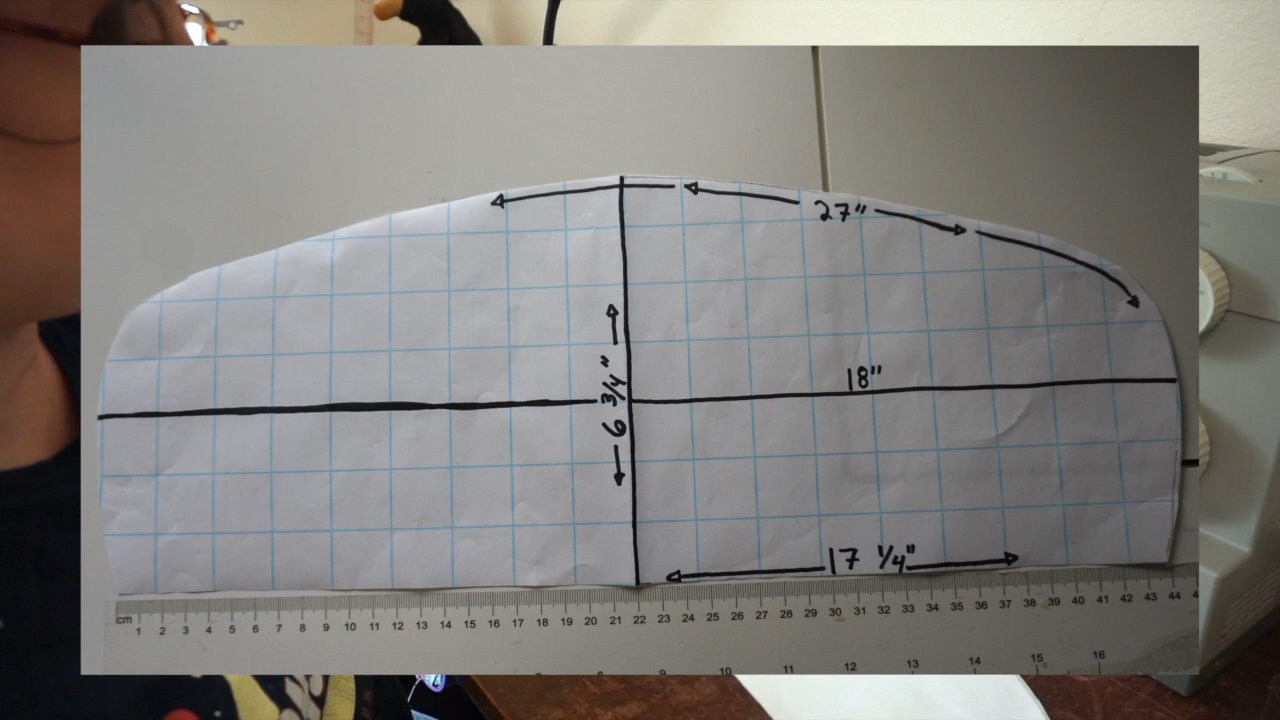 27"
18"
6 3/4"
17 1/4"
cm 1 2 3 4 5 6 7 8 9 10 11 12 13 14 15 16 17 18 19 20 21 22 23 24 25 26 27 28 29 30 31 32 33 34 35 36 37 38 39 40 41 42 43 44
9 10 11 12 13 14 15 16